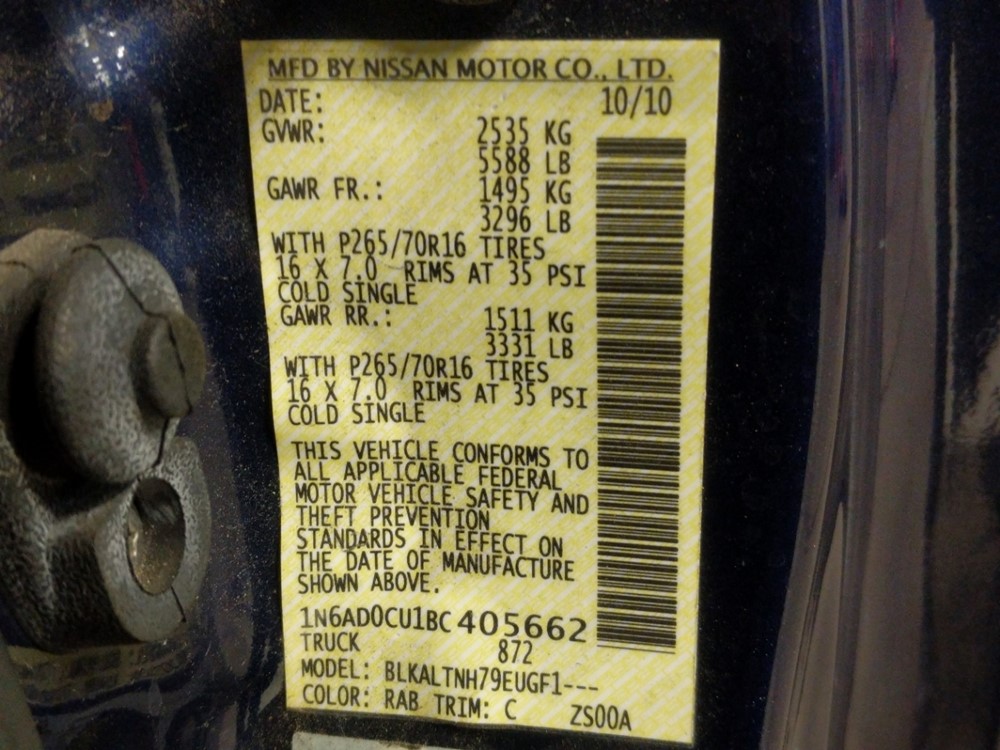 MFD BY NISSAN MOTOR CO., LTD.
DATE: 10/10
GVWR: 2535 KG
5588 LB
GAWR FR.: 1495 KG
3296 LB
WITH P265/70R16 TIRES
16 X 7.0 RIMS AT 35 PSI
COLD SINGLE
GAWR RR.: 1511 KG
3331 LB
WITH P265/70R16 TIRES
16 X 7.0 RIMS AT 35 PSI
COLD SINGLE
THIS VEHICLE CONFORMS TO
ALL APPLICABLE FEDERAL
MOTOR VEHICLE SAFETY AND
THEFT PREVENTION
STANDARDS IN EFFECT ON
THE DATE OF MANUFACTURE
SHOWN ABOVE.
1N6AD0CU1BC405662
TRUCK 872
MODEL: BLKALTNH79EUGF1---
COLOR: RAB TRIM: C ZS00A